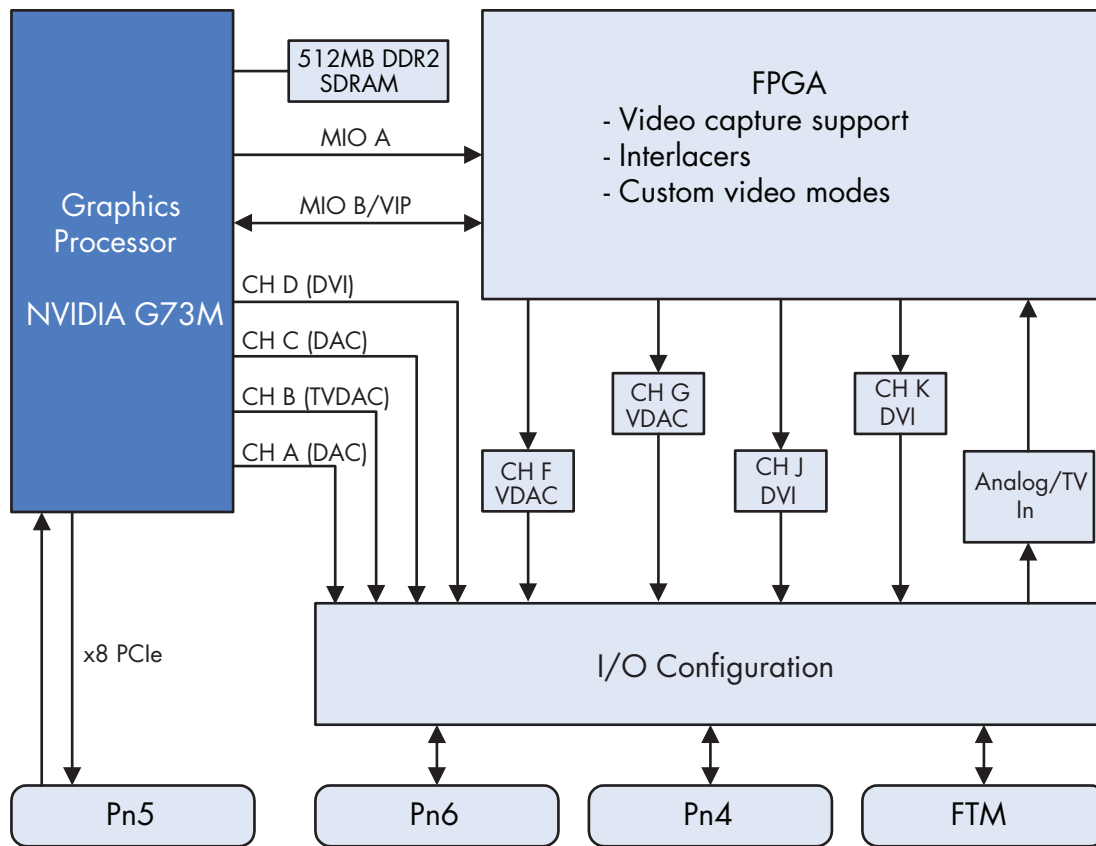 Graphics
Processor
NVIDIA G73M
512MB DDR2
SDRAM
MIO A
MIO B/VIP
CH D (DVI)
CH C (DAC)
CH B (TVDAC)
CH A (DAC)
FPGA
- Video capture support
- Interlacers
- Custom video modes
CH F
VDAC
CH G
VDAC
CH J
DVI
CH K
DVI
Analog/TV
In
x8 PCIe
I/O Configuration
Pn5
Pn6
Pn4
FTM